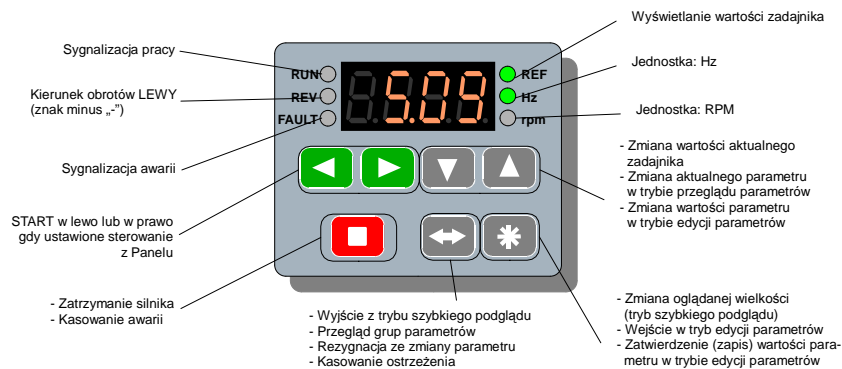 Wyświetlanie wartości zadajnika
Sygnalizacja pracy
Jednostka: Hz
RUN
REF
Kierunek obrotów LEWY
(znak minus „-”)
REV
5.09
Hz
Jednostka: RPM
FAULT
rpm
Sygnalizacja awarii
- Zmiana wartości aktualnego
zadajnika
- Zmiana aktualnego parametru
w trybie przeglądu parametrów
- Zmiana wartości parametru
w trybie edycji parametrów
START w lewo lub w prawo
gdy ustawione sterowanie
z Panelu
- Zatrzymanie silnika
- Kasowanie awarii
- Wyjście z trybu szybkiego podglądu
- Przegląd grup parametrów
- Rezygnacja ze zmiany parametru
- Kasowanie ostrzeżenia
- Zmiana oglądanej wielkości
(tryb szybkiego podglądu)
- Wejście w tryb edycji parametrów
- Zatwierdzenie (zapis) wartości para-
metru w trybie edycji parametrów